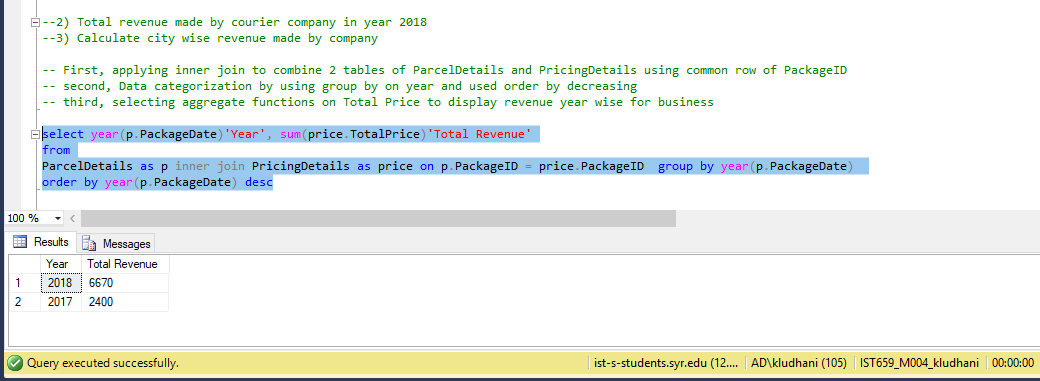 --2) Total revenue made by courier company in year 2018
--3) Calculate city wise revenue made by company
-- First, applying inner join to combine 2 tables of ParcelDetails and PricingDetails using common row of PackageID
-- second, Data categorization by using group by on year and used order by decreasing
-- third, selecting aggregate functions on Total Price to display revenue year wise for business
select year(p.PackageDate)'Year', sum(price.TotalPrice)'Total Revenue'
from
ParcelDetails as p inner join PricingDetails as price on p.PackageID = price.PackageID  group by year(p.PackageDate)
order by year(p.PackageDate) desc
100 %
Results Messages
Year Total Revenue
1 2018 6670
2 2017 2400
Query executed successfully. ist-s-students.syr.edu (12.... AD\kludhani (105) IST659_M004_kludhani 00:00:00